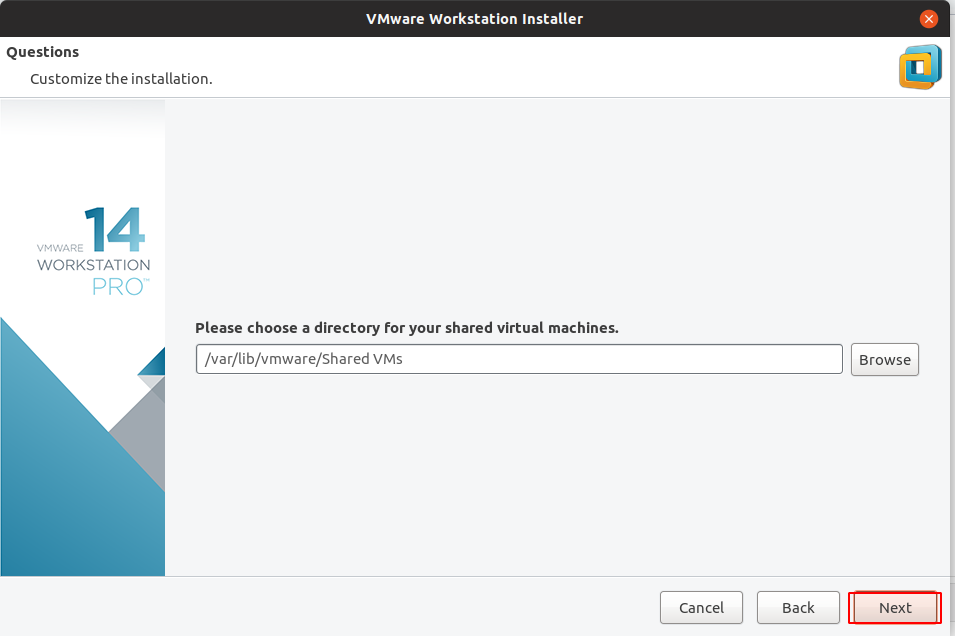 VMware Workstation Installer
Questions
Customize the installation.
14
VMWARE
WORKSTATION
PRO™
Please choose a directory for your shared virtual machines.
/var/lib/vmware/Shared VMs
Browse
Cancel
Back
Next